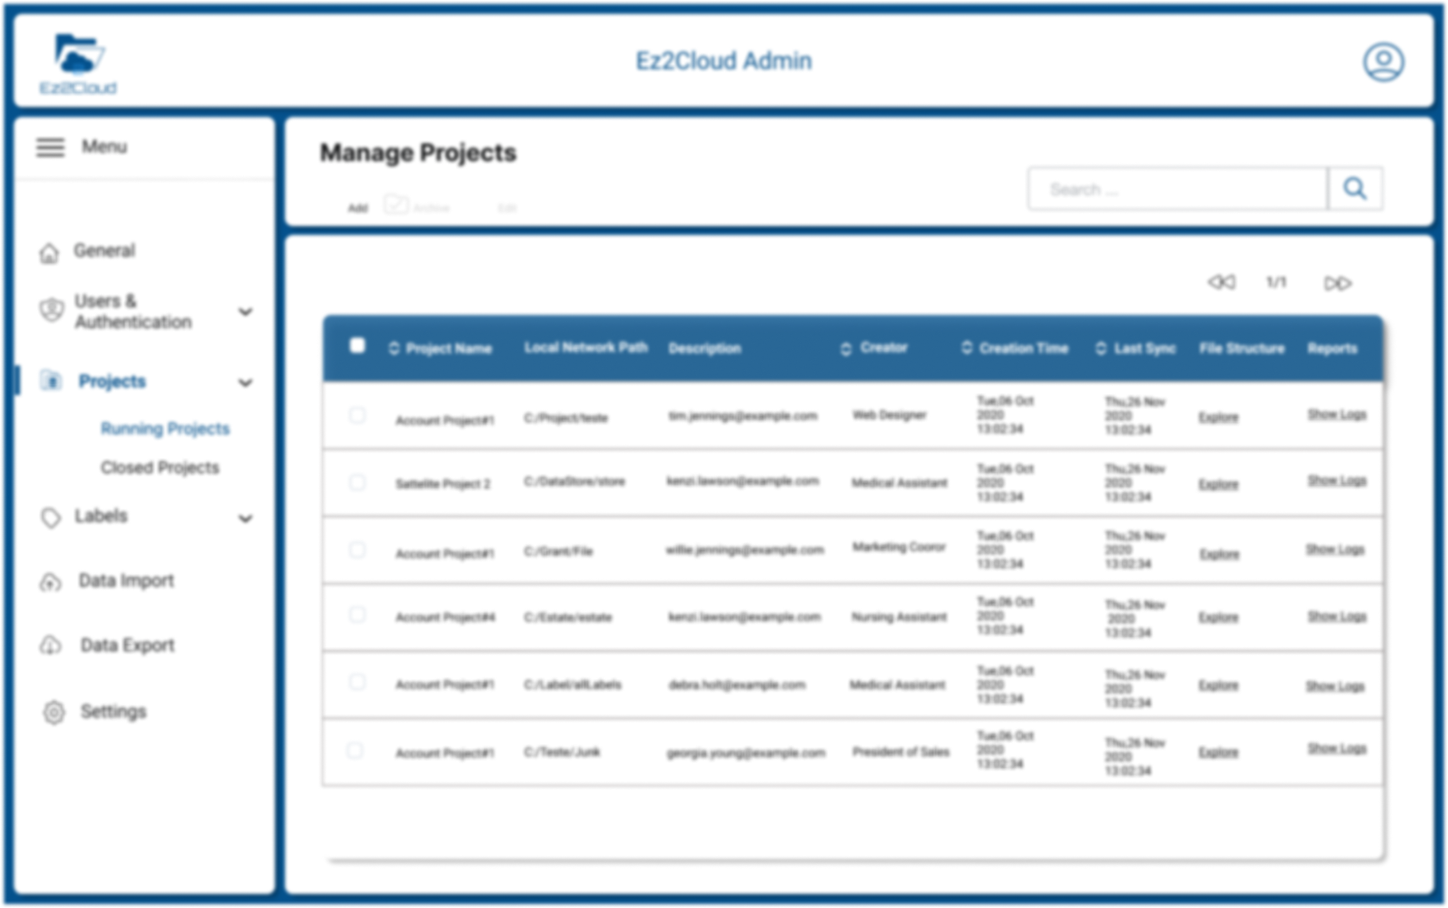 Ez2Cloud
Ez2Cloud Admin
Menu
General
Users &
Authentication
Projects
Running Projects
Closed Projects
Labels
Data Import
Data Export
Settings
Manage Projects
Add Archive Edit
Search ...
1/1
Project Name Local Network Path Description Creator Creation Time Last Sync File Structure Reports
Account Project#1 C:/Project/teste tim.jennings@example.com Web Designer Tue,06 Oct 2020 13:02:34 Thu,26 Nov 2020 13:02:34 Explore Show Logs
Sattelite Project 2 C:/DataStore/store kenzi.lawson@example.com Medical Assistant Tue,06 Oct 2020 13:02:34 Thu,26 Nov 2020 13:02:34 Explore Show Logs
Account Project#1 C:/Grant/File willie.jennings@example.com Marketing Cooror Tue,06 Oct 2020 13:02:34 Thu,26 Nov 2020 13:02:34 Explore Show Logs
Account Project#4 C:/Estate/estate kenzi.lawson@example.com Nursing Assistant Tue,06 Oct 2020 13:02:34 Thu,26 Nov 2020 13:02:34 Explore Show Logs
Account Project#1 C:/Label/allLabels debra.holt@example.com Medical Assistant Tue,06 Oct 2020 13:02:34 Thu,26 Nov 2020 13:02:34 Explore Show Logs
Account Project#1 C:/Teste/Junk georgia.young@example.com President of Sales Tue,06 Oct 2020 13:02:34 Thu,26 Nov 2020 13:02:34 Explore Show Logs